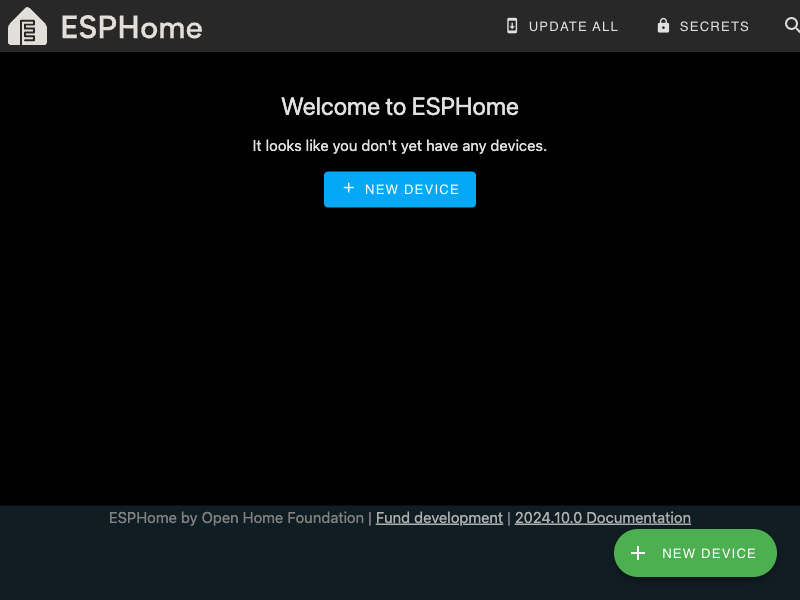 ESPHome
UPDATE ALL
SECRETS
Welcome to ESPHome
It looks like you don't yet have any devices.
+ NEW DEVICE
ESPHome by Open Home Foundation | Fund development | 2024.10.0 Documentation
+ NEW DEVICE